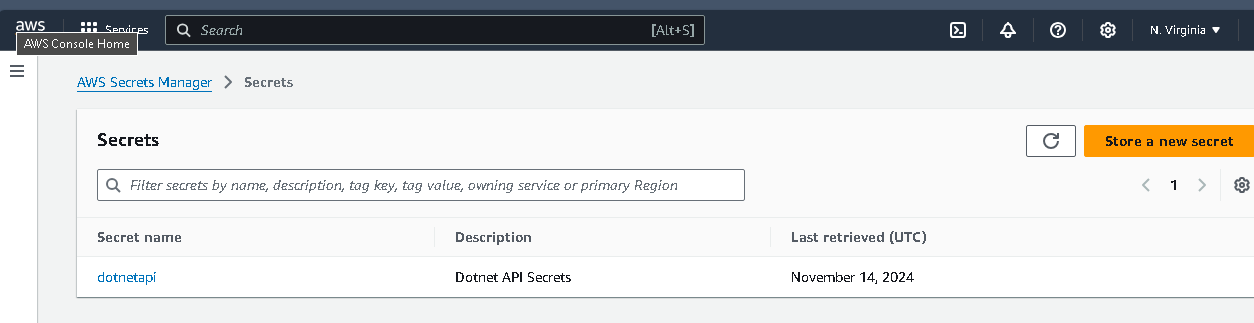 aws Services Search [Alt+S] N. Virginia
AWS Console Home
AWS Secrets Manager Secrets
Secrets
Store a new secret
Filter secrets by name, description, tag key, tag value, owning service or primary Region
1
Secret name Description Last retrieved (UTC)
dotnetapi Dotnet API Secrets November 14, 2024